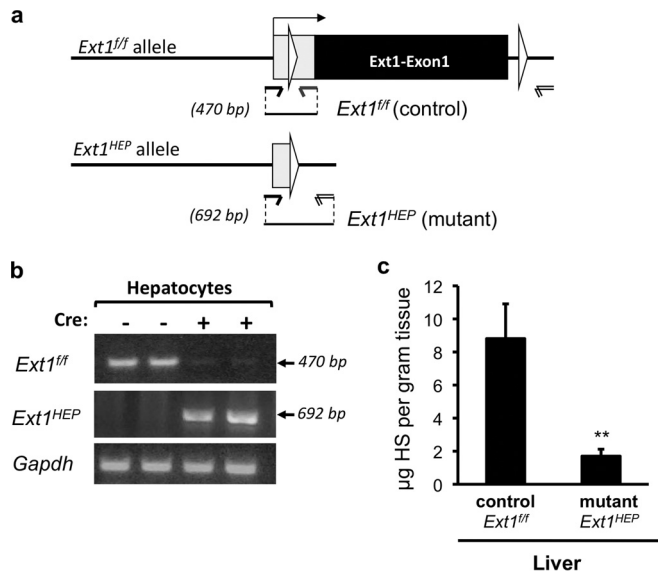 a
Ext1f/f allele
Ext1-Exon1
(470 bp)
Ext1f/f (control)
Ext1HEP allele
(692 bp)
Ext1HEP (mutant)
b
Hepatocytes
Cre: - - + +
Ext1f/f
470 bp
Ext1HEP
692 bp
Gapdh
c
µg HS per gram tissue
12
10
8
6
4
2
0
**
control mutant
Ext1f/f Ext1HEP
Liver